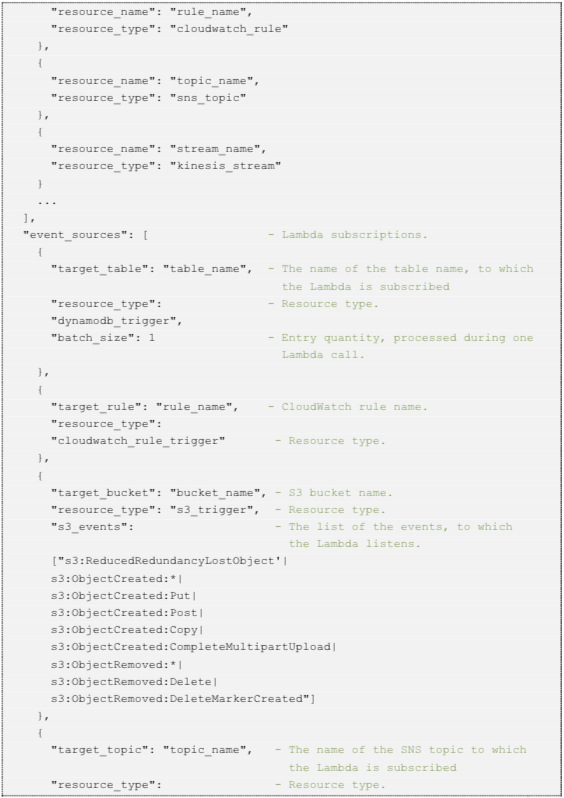 "resource_name": "rule_name",
"resource_type": "cloudwatch_rule"
},
{
"resource_name": "topic_name",
"resource_type": "sns_topic"
},
{
"resource_name": "stream_name",
"resource_type": "kinesis_stream"
}
...
],
"event_sources": [ - Lambda subscriptions.
{
"target_table": "table_name", - The name of the table name, to which
the Lambda is subscribed
"resource_type": - Resource type.
"dynamodb_trigger",
"batch_size": 1 - Entry quantity, processed during one
Lambda call.
},
{
"target_rule": "rule_name", - CloudWatch rule name.
"resource_type":
"cloudwatch_rule_trigger" - Resource type.
},
{
"target_bucket": "bucket_name", - S3 bucket name.
"resource_type": "s3_trigger", - Resource type.
"s3_events": - The list of the events, to which
the Lambda listens.
["s3:ReducedRedundancyLostObject'|
s3:ObjectCreated:*|
s3:ObjectCreated:Put|
s3:ObjectCreated:Post|
s3:ObjectCreated:Copy|
s3:ObjectCreated:CompleteMultipartUpload|
s3:ObjectRemoved:*|
s3:ObjectRemoved:Delete|
s3:ObjectRemoved:DeleteMarkerCreated"]
},
{
"target_topic": "topic_name", - The name of the SNS topic to which
the Lambda is subscribed
"resource_type": - Resource type.